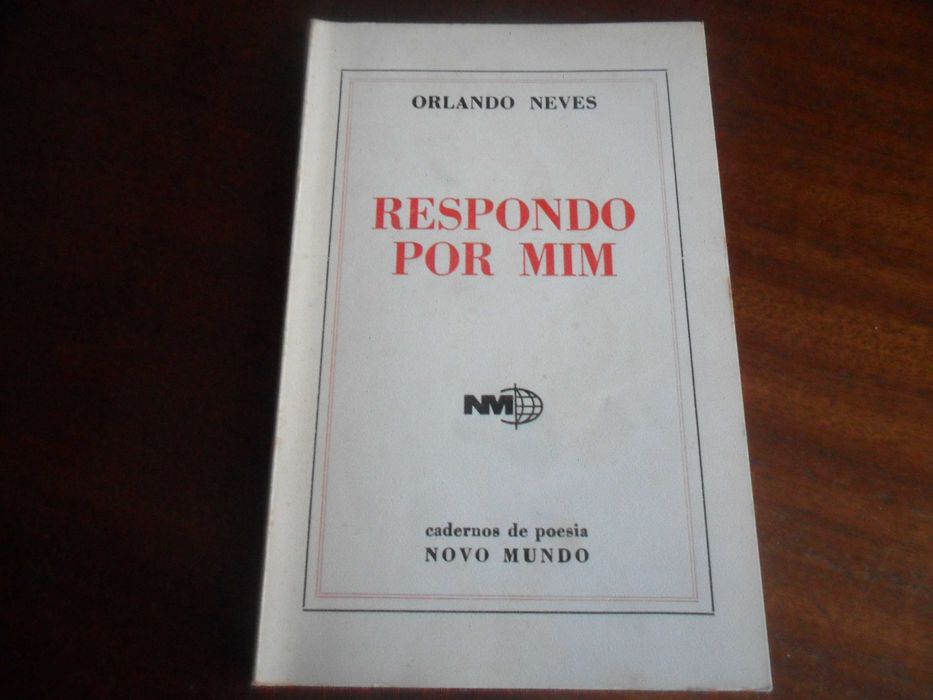 ORLANDO NEVES
RESPONDO
POR MIM
NM
cadernos de poesia
NOVO MUNDO